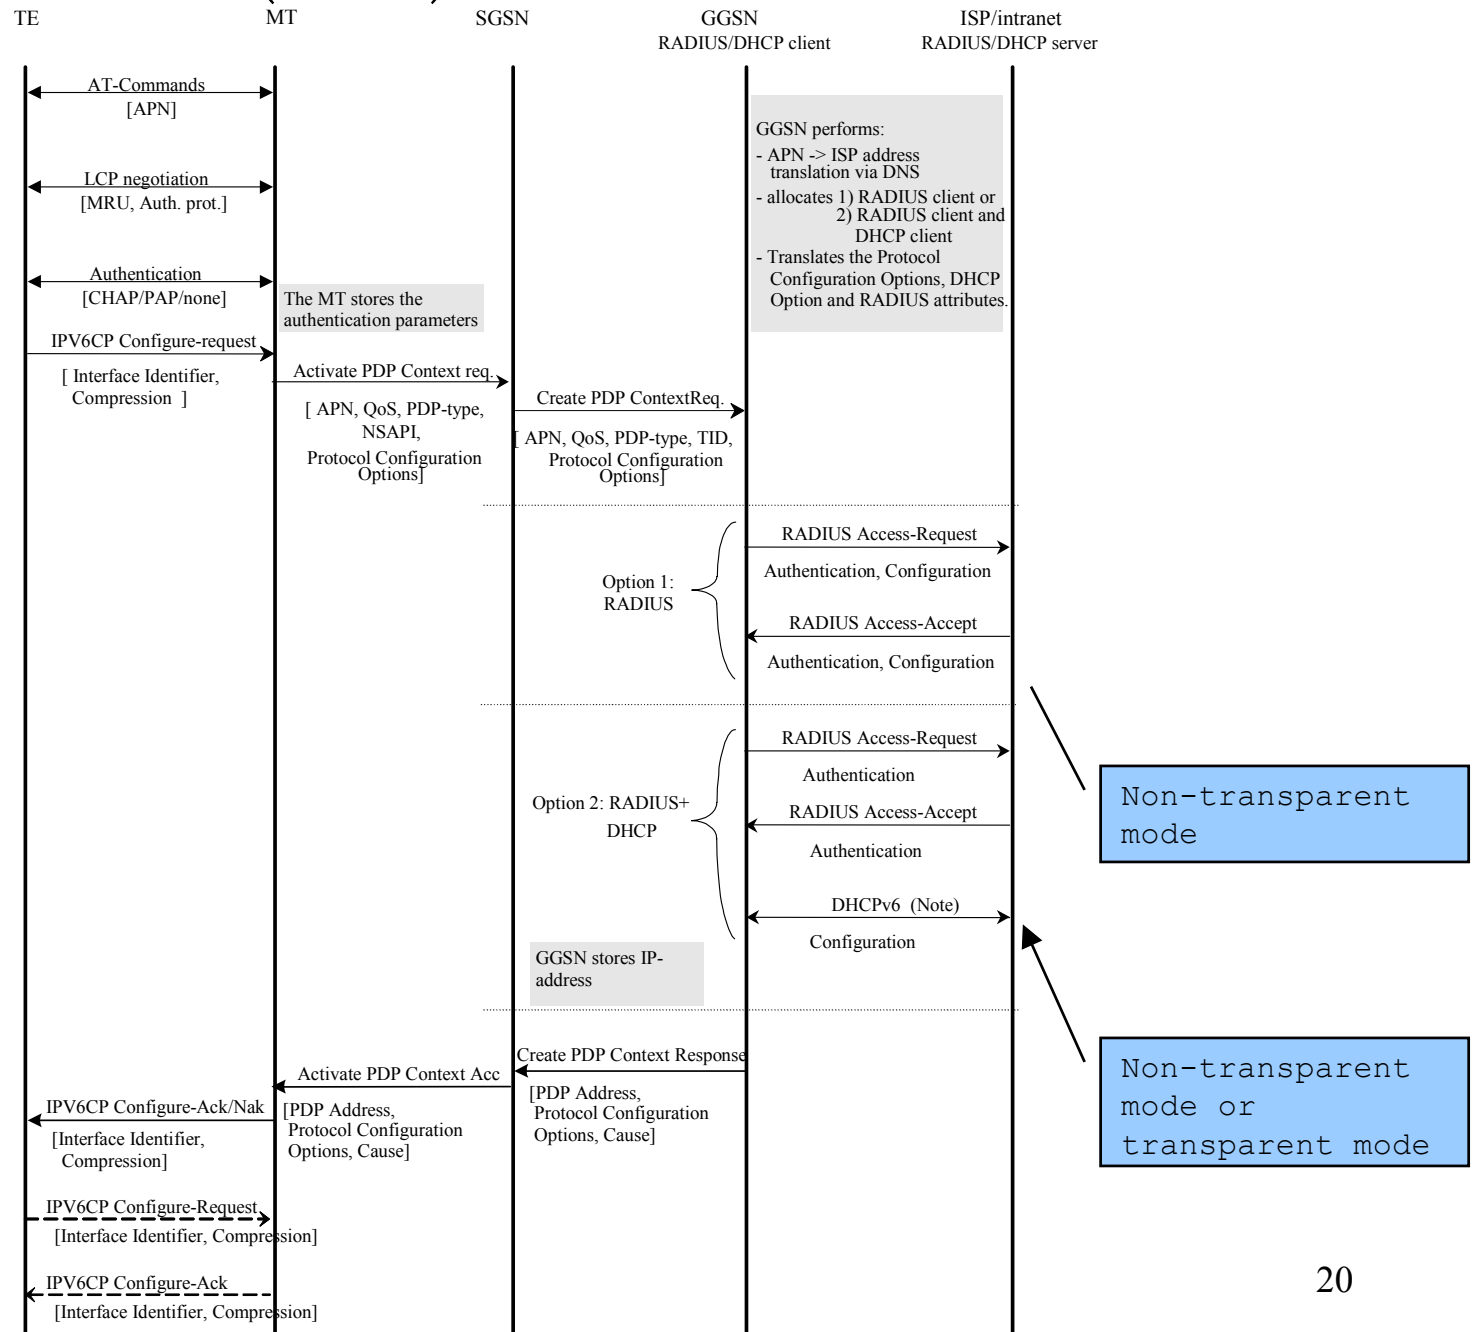 TE
MT
SGSN
GGSN
RADIUS/DHCP client
ISP/intranet
RADIUS/DHCP server
AT-Commands
[APN]
GGSN performs:
- APN -> ISP address
translation via DNS
- allocates 1) RADIUS client or
2) RADIUS client and
DHCP client
- Translates the Protocol
Configuration Options, DHCP
Option and RADIUS attributes.
LCP negotiation
[MRU, Auth. prot.]
Authentication
[CHAP/PAP/none]
The MT stores the
authentication parameters
IPV6CP Configure-request
[ Interface Identifier,
Compression ]
Activate PDP Context req.
[ APN, QoS, PDP-type,
NSAPI,
Protocol Configuration
Options]
Create PDP ContextReq.
[ APN, QoS, PDP-type, TID,
Protocol Configuration
Options]
RADIUS Access-Request
Authentication, Configuration
Option 1:
RADIUS
RADIUS Access-Accept
Authentication, Configuration
RADIUS Access-Request
Authentication
Option 2: RADIUS+
DHCP
RADIUS Access-Accept
Authentication
DHCPv6 (Note)
Configuration
Non-transparent
mode
GGSN stores IP-
address
Create PDP Context Response
[PDP Address,
Protocol Configuration
Options, Cause]
Activate PDP Context Acc
[PDP Address,
Protocol Configuration
Options, Cause]
IPV6CP Configure-Ack/Nak
[Interface Identifier,
Compression]
Non-transparent
mode or
transparent mode
IPV6CP Configure-Request
[Interface Identifier, Compression]
IPV6CP Configure-Ack
[Interface Identifier, Compression]
20